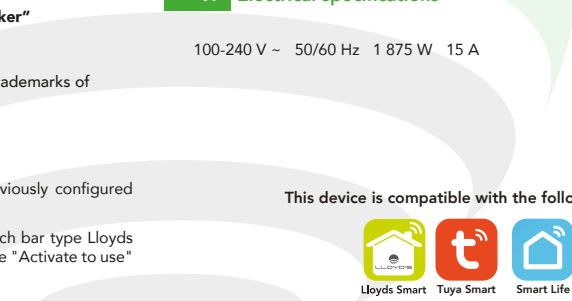 ker"
ademarks of
viously configured
ch bar type Lloyds
e "Activate to use"
Electrical specifications
100-240 V ~ 50/60 Hz 1 875 W 15 A
This device is compatible with the follo
LLOYD'S
Lloyds Smart Tuya Smart Smart Life